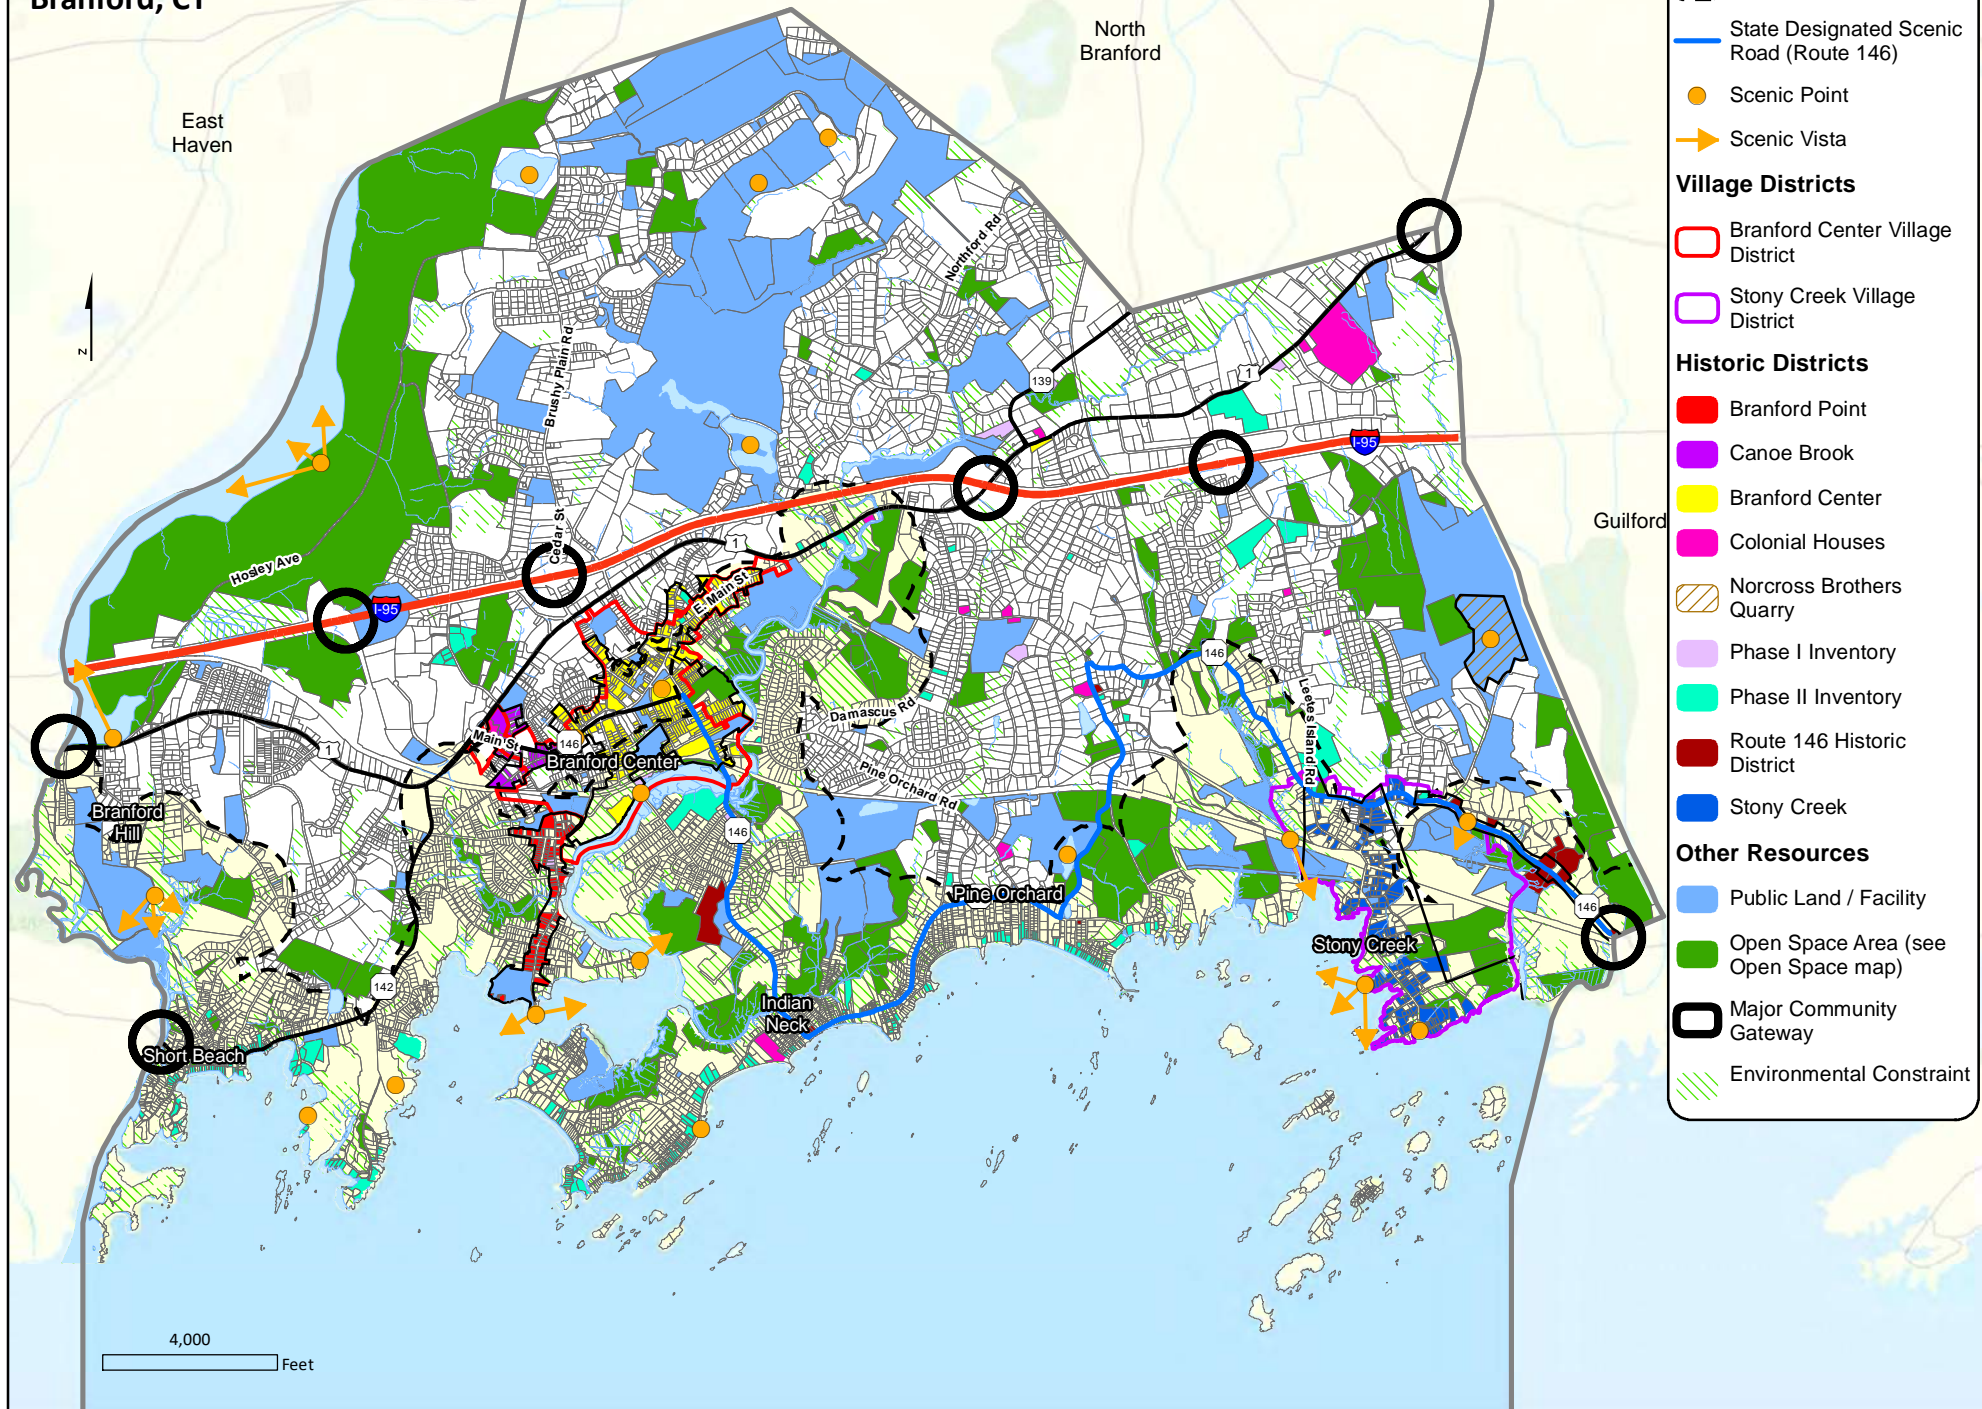 Branford, CT
North
Branford
East
Haven
Guilford
N
Hosley Ave
Brushy Plain Rd
Cedar St
Northford Rd
139
1
I-95
1
I-95
E. Main St
146
Leetes Island Rd
Damascus Rd
Main St
146
Branford Center
Pine Orchard Rd
1
Branford
Hill
146
Pine Orchard
146
Stony Creek
142
Indian
Neck
Short Beach
4,000
Feet
State Designated Scenic
Road (Route 146)
Scenic Point
Scenic Vista
Village Districts
Branford Center Village
District
Stony Creek Village
District
Historic Districts
Branford Point
Canoe Brook
Branford Center
Colonial Houses
Norcross Brothers
Quarry
Phase I Inventory
Phase II Inventory
Route 146 Historic
District
Stony Creek
Other Resources
Public Land / Facility
Open Space Area (see
Open Space map)
Major Community
Gateway
Environmental Constraint